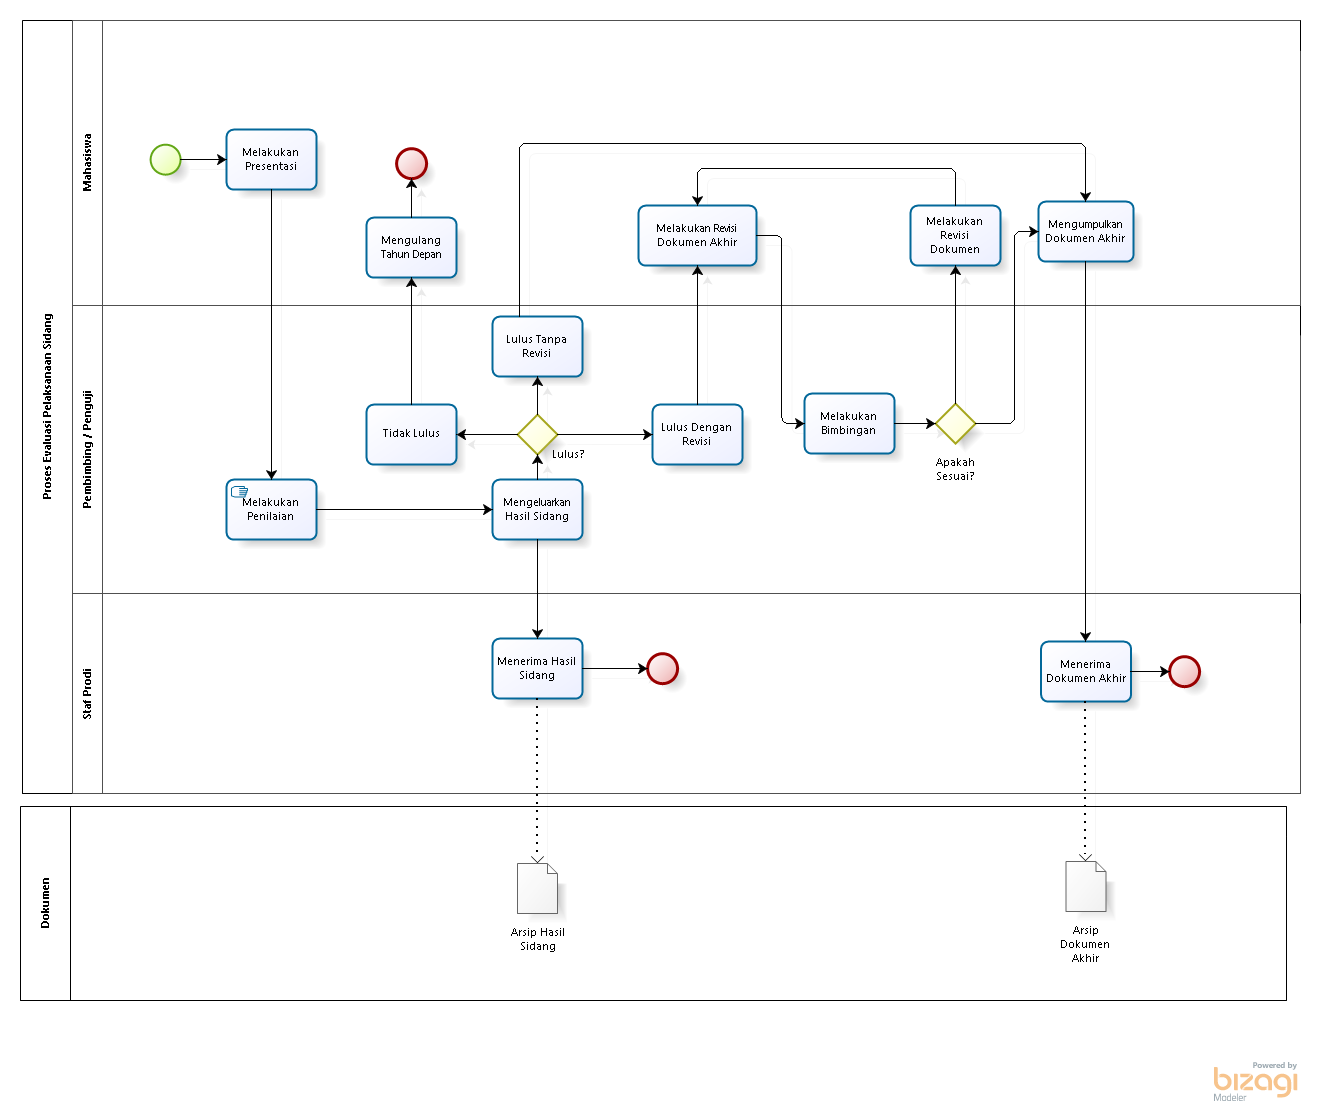 Proses Evaluasi Pelaksanaan Sidang
Mahasiswa
Melakukan
Presentasi
Mengulang
Tahun Depan
Melakukan Revisi
Dokumen Akhir
Melakukan
Revisi
Dokumen
Mengumpulkan
Dokumen Akhir
Pembimbing / Penguji
Lulus Tanpa
Revisi
Tidak Lulus
Lulus?
Lulus Dengan
Revisi
Melakukan
Bimbingan
Apakah
Sesuai?
Melakukan
Penilaian
Mengeluarkan
Hasil Sidang
Staf Prodi
Menerima Hasil
Sidang
Menerima
Dokumen Akhir
Dokumen
Arsip Hasil
Sidang
Arsip
Dokumen
Akhir
Powered by
bizagi
Modeler